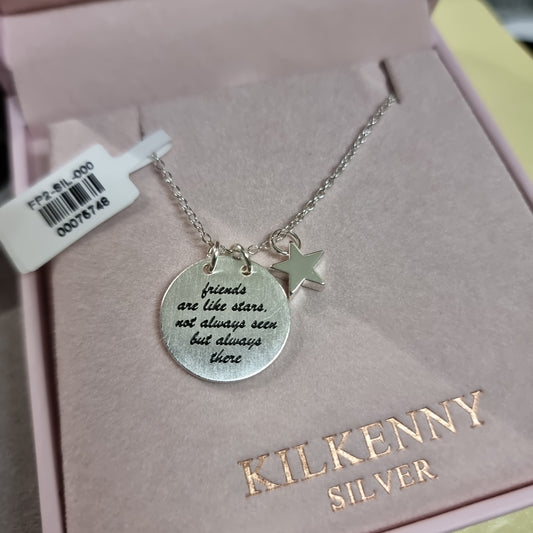 FP2-SIL-000
00076748
friends
are like stars,
not always seen
but always
there
KILKENNY
SILVER